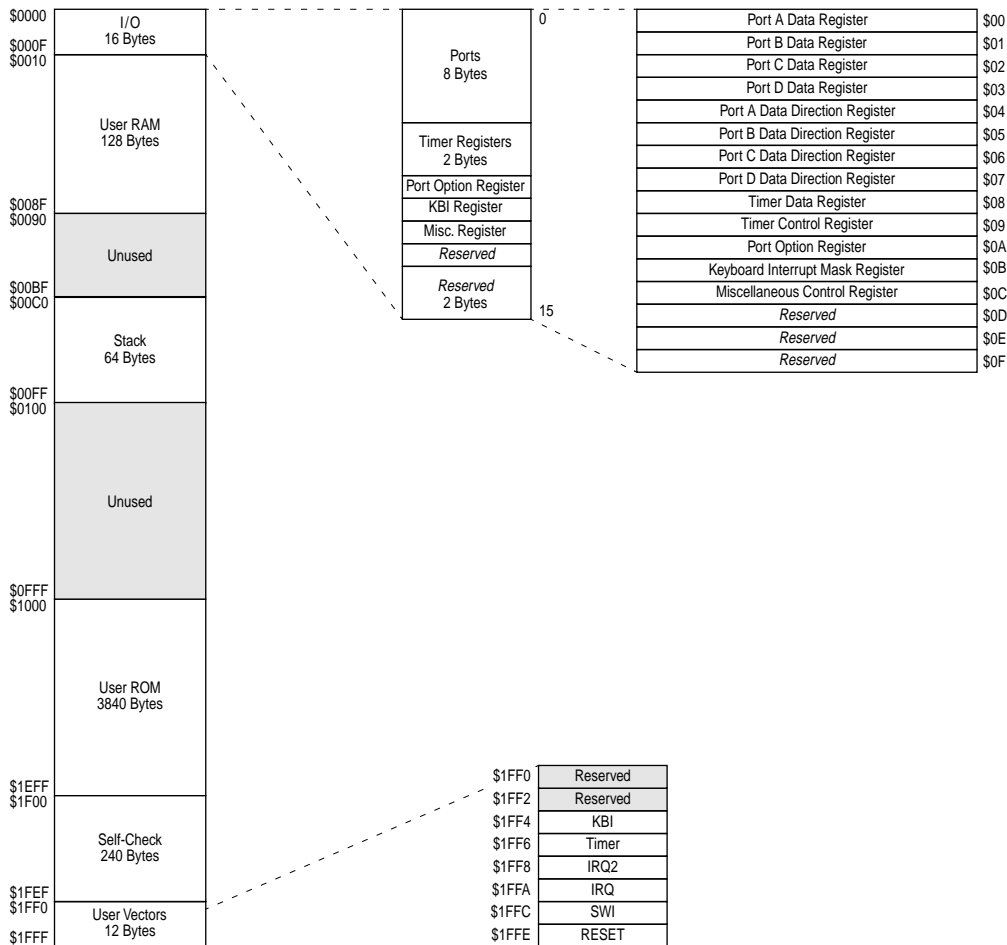 $0000
I/O
16 Bytes
$000F
$0010
User RAM
128 Bytes
$008F
$0090
Unused
$00BF
$00C0
Stack
64 Bytes
$00FF
$0100
Unused
$0FFF
$1000
User ROM
3840 Bytes
$1EFF
$1F00
Self-Check
240 Bytes
$1FEF
$1FF0
User Vectors
12 Bytes
$1FFF
0
Ports
8 Bytes
Timer Registers
2 Bytes
Port Option Register
KBI Register
Misc. Register
Reserved
Reserved
2 Bytes
15
Port A Data Register $00
Port B Data Register $01
Port C Data Register $02
Port D Data Register $03
Port A Data Direction Register $04
Port B Data Direction Register $05
Port C Data Direction Register $06
Port D Data Direction Register $07
Timer Data Register $08
Timer Control Register $09
Port Option Register $0A
Keyboard Interrupt Mask Register $0B
Miscellaneous Control Register $0C
Reserved $0D
Reserved $0E
Reserved $0F
$1FF0 Reserved
$1FF2 Reserved
$1FF4 KBI
$1FF6 Timer
$1FF8 IRQ2
$1FFA IRQ
$1FFC SWI
$1FFE RESET